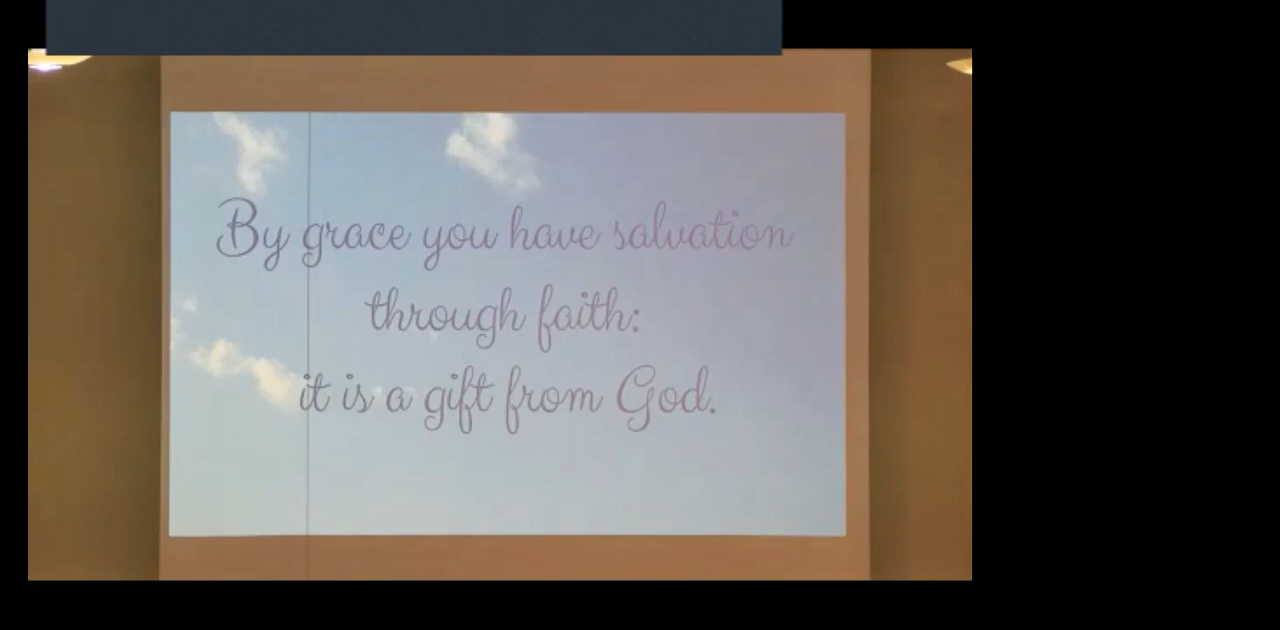 By grace you have salvation
through faith:
it is a gift from God.